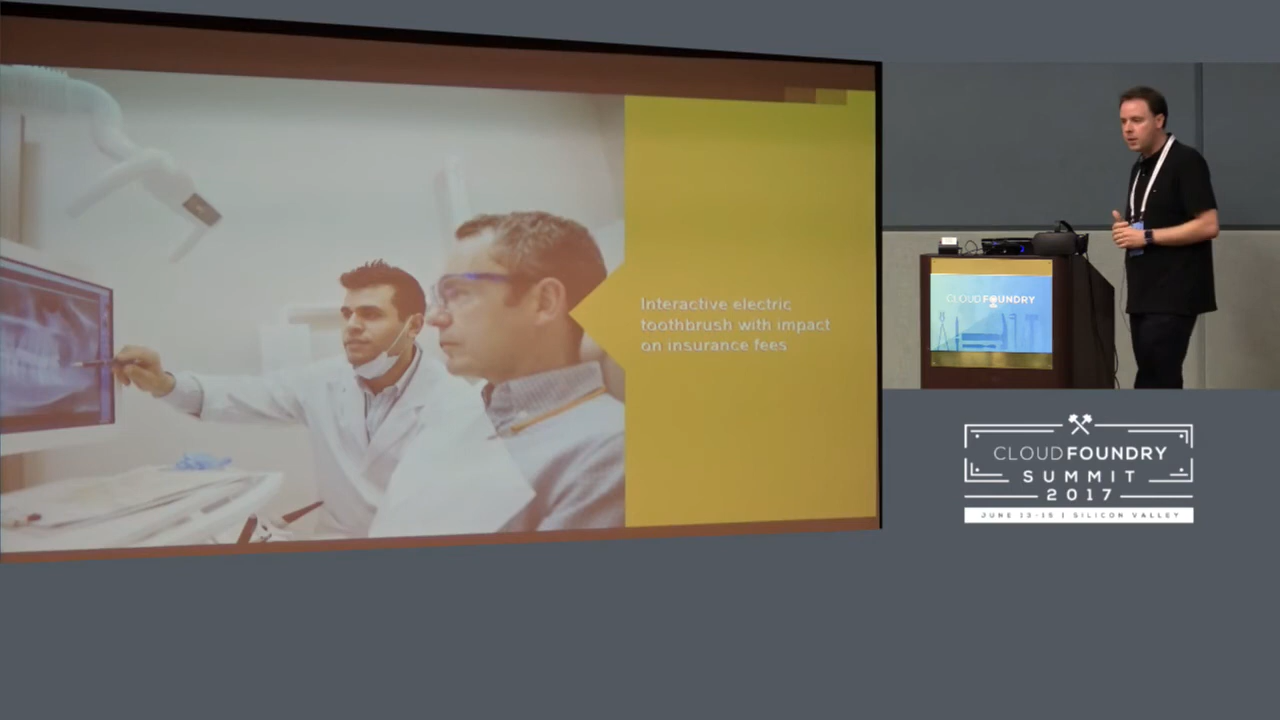 Interactive electric
toothbrush with impact
on insurance fees
CLOUD FOUNDRY
CLOUD FOUNDRY
SUMMIT
2017
JUNE 13-15 | SILICON VALLEY